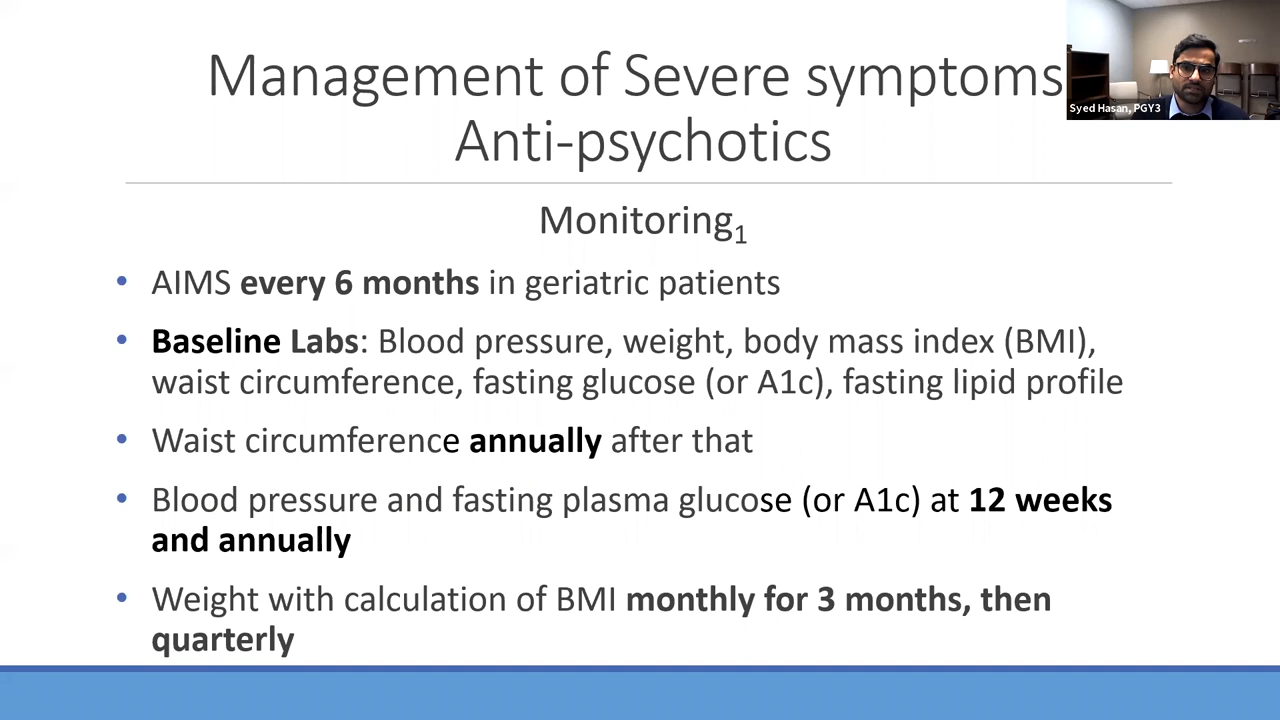 Management of Severe symptoms
Anti-psychotics
Syed Hasan, PGY3
Monitoring1
• AIMS every 6 months in geriatric patients
• Baseline Labs: Blood pressure, weight, body mass index (BMI),
waist circumference, fasting glucose (or A1c), fasting lipid profile
• Waist circumference annually after that
• Blood pressure and fasting plasma glucose (or A1c) at 12 weeks
and annually
• Weight with calculation of BMI monthly for 3 months, then
quarterly